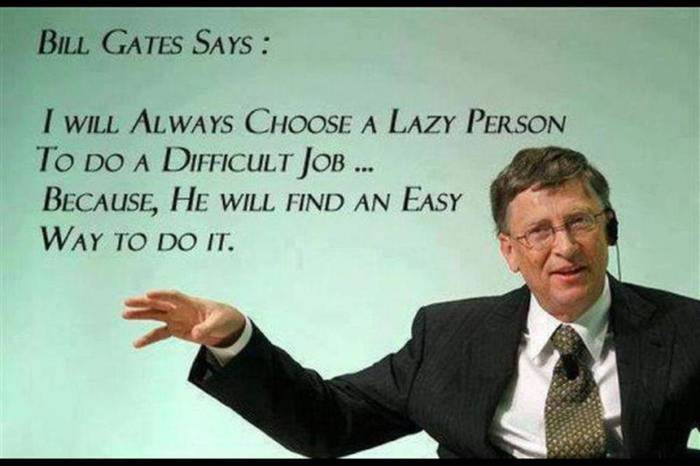 Bill Gates Says :
I will Always Choose a Lazy Person
To do a Difficult Job ...
Because, He will find an Easy
Way to do it.